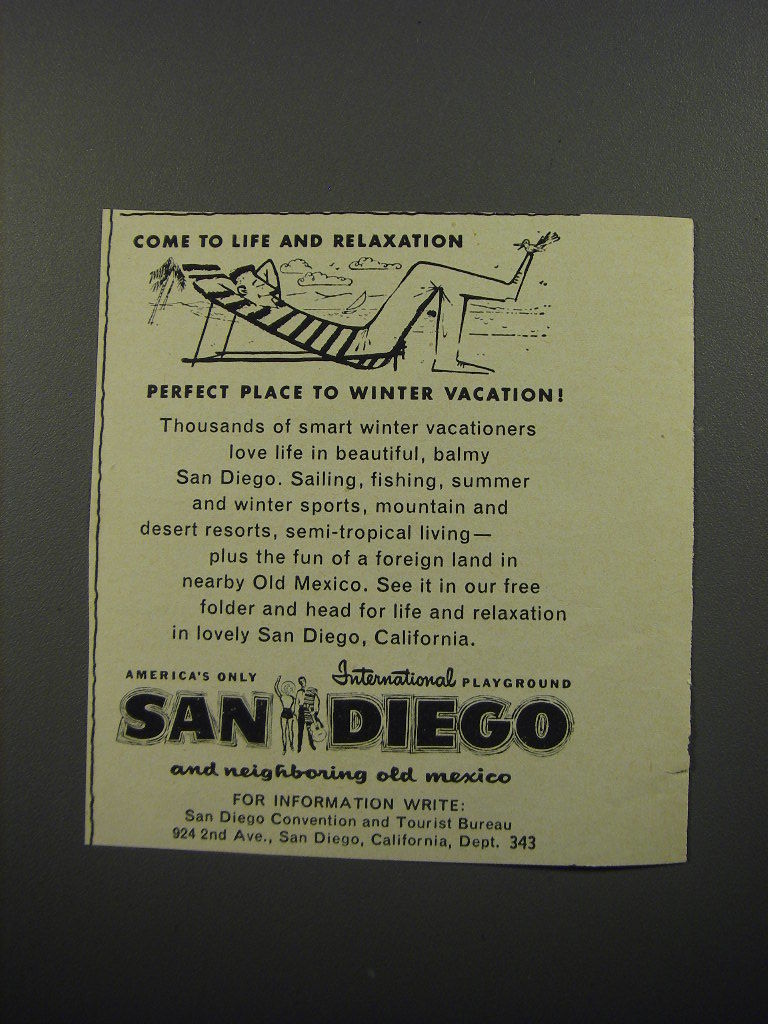 COME TO LIFE AND RELAXATION
PERFECT PLACE TO WINTER VACATION!
Thousands of smart winter vacationers
love life in beautiful, balmy
San Diego. Sailing, fishing, summer
and winter sports, mountain and
desert resorts, semi-tropical living—
plus the fun of a foreign land in
nearby Old Mexico. See it in our free
folder and head for life and relaxation
in lovely San Diego, California.
AMERICA'S ONLY International PLAYGROUND
SAN DIEGO
and neighboring old mexico
FOR INFORMATION WRITE:
San Diego Convention and Tourist Bureau
924 2nd Ave., San Diego, California, Dept. 343